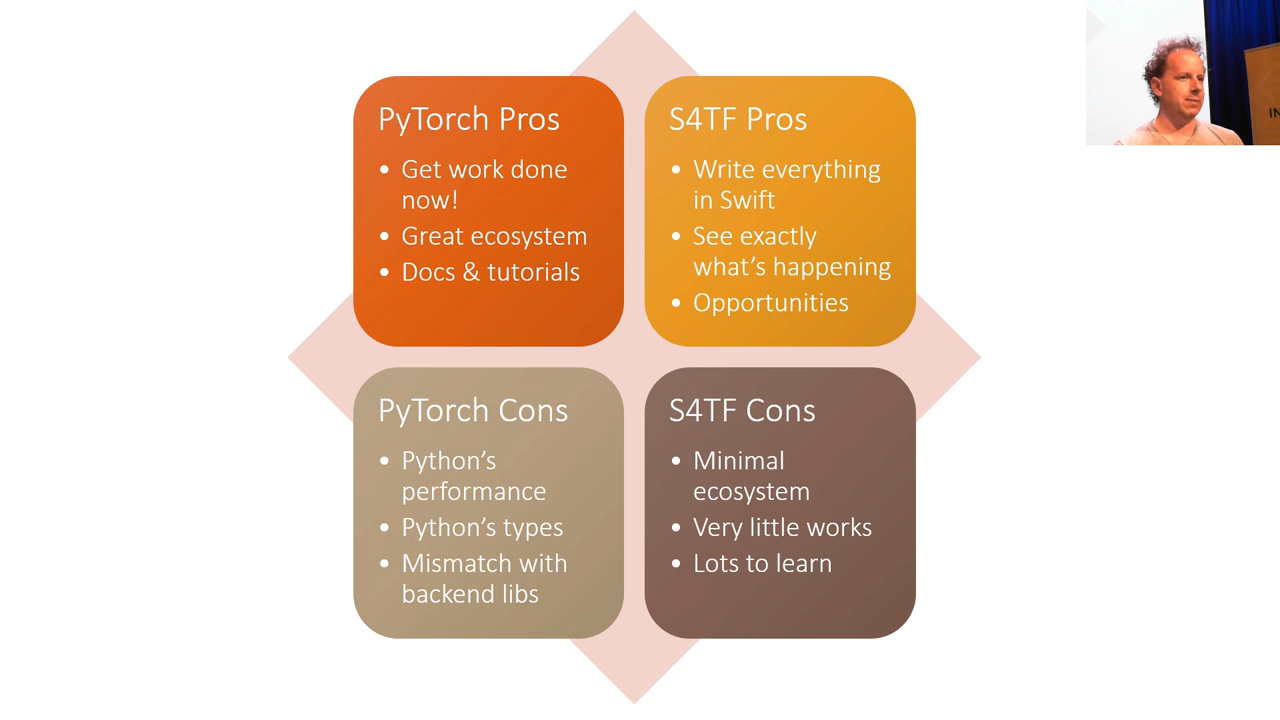 PyTorch Pros
• Get work done
now!
• Great ecosystem
• Docs & tutorials
S4TF Pros
• Write everything
in Swift
• See exactly
what’s happening
• Opportunities
PyTorch Cons
• Python’s
performance
• Python’s types
• Mismatch with
backend libs
S4TF Cons
• Minimal
ecosystem
• Very little works
• Lots to learn
IN